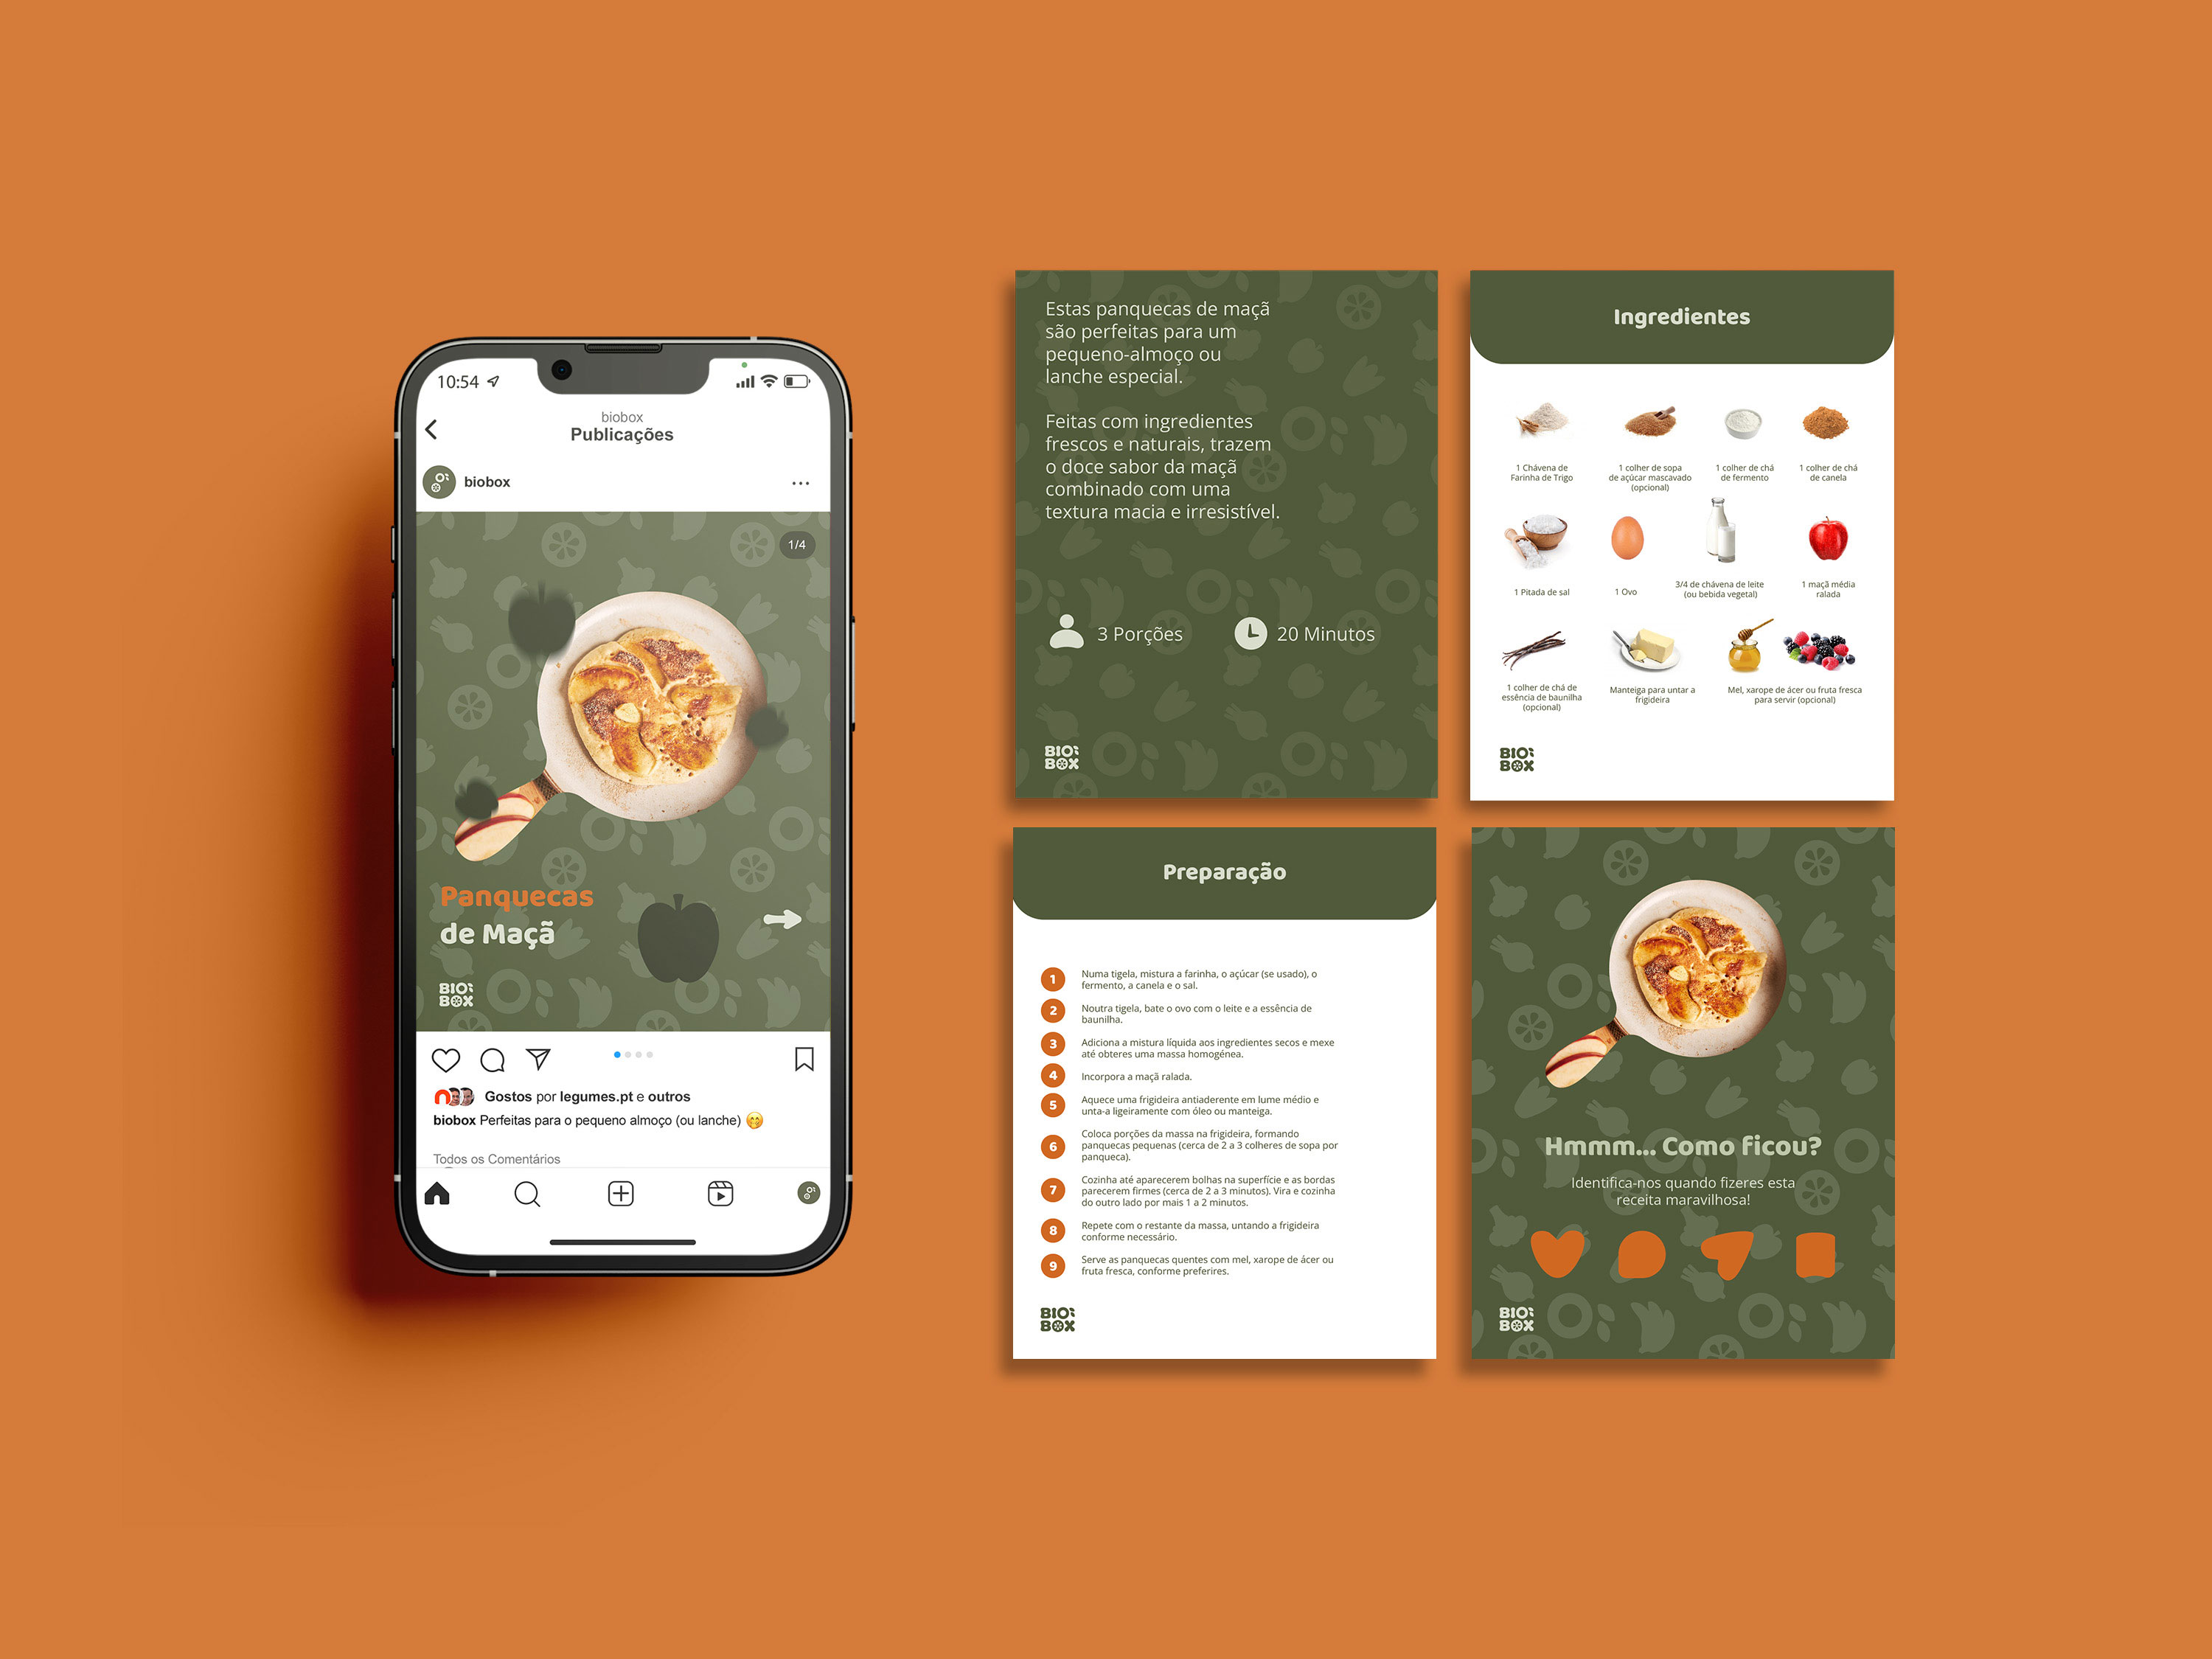 10:54
biobox
Publicações
biobox
1/4
Panquecas
de Maçã
BIO
BOX
Gostos por legumes.pt e outros
biobox Perfeitas para o pequeno almoço (ou lanche) 🤭
Todos os Comentários
Estas panquecas de maçã
são perfeitas para um
pequeno-almoço ou
lanche especial.
Feitas com ingredientes
frescos e naturais, trazem
o doce sabor da maçã
combinado com uma
textura macia e irresistível.
3 Porções
20 Minutos
BIO
BOX
Ingredientes
1 Chávena de
Farinha de Trigo
1 colher de sopa
de açúcar mascavado
(opcional)
1 colher de chá
de fermento
1 colher de chá
de canela
1 Pitada de sal
1 Ovo
3/4 de chávena de leite
(ou bebida vegetal)
1 maçã média
ralada
1 colher de chá de
essência de baunilha
(opcional)
Manteiga para untar a
frigideira
Mel, xarope de ácer ou fruta fresca
para servir (opcional)
BIO
BOX
Preparação
1 Numa tigela, mistura a farinha, o açúcar (se usado), o
fermento, a canela e o sal.
2 Noutra tigela, bate o ovo com o leite e a essência de
baunilha.
3 Adiciona a mistura líquida aos ingredientes secos e mexe
até obteres uma massa homogénea.
4 Incorpora a maçã ralada.
5 Aquece uma frigideira antiaderente em lume médio e
unta-a ligeiramente com óleo ou manteiga.
6 Coloca porções da massa na frigideira, formando
panquecas pequenas (cerca de 2 a 3 colheres de sopa por
panqueca).
7 Cozinha até aparecerem bolhas na superfície e as bordas
parecerem firmes (cerca de 2 a 3 minutos). Vira e cozinha
do outro lado por mais 1 a 2 minutos.
8 Repete com o restante da massa, untando a frigideira
conforme necessário.
9 Serve as panquecas quentes com mel, xarope de ácer ou
fruta fresca, conforme preferires.
BIO
BOX
Hmmm... Como ficou?
Identifica-nos quando fizeres esta
receita maravilhosa!
BIO
BOX